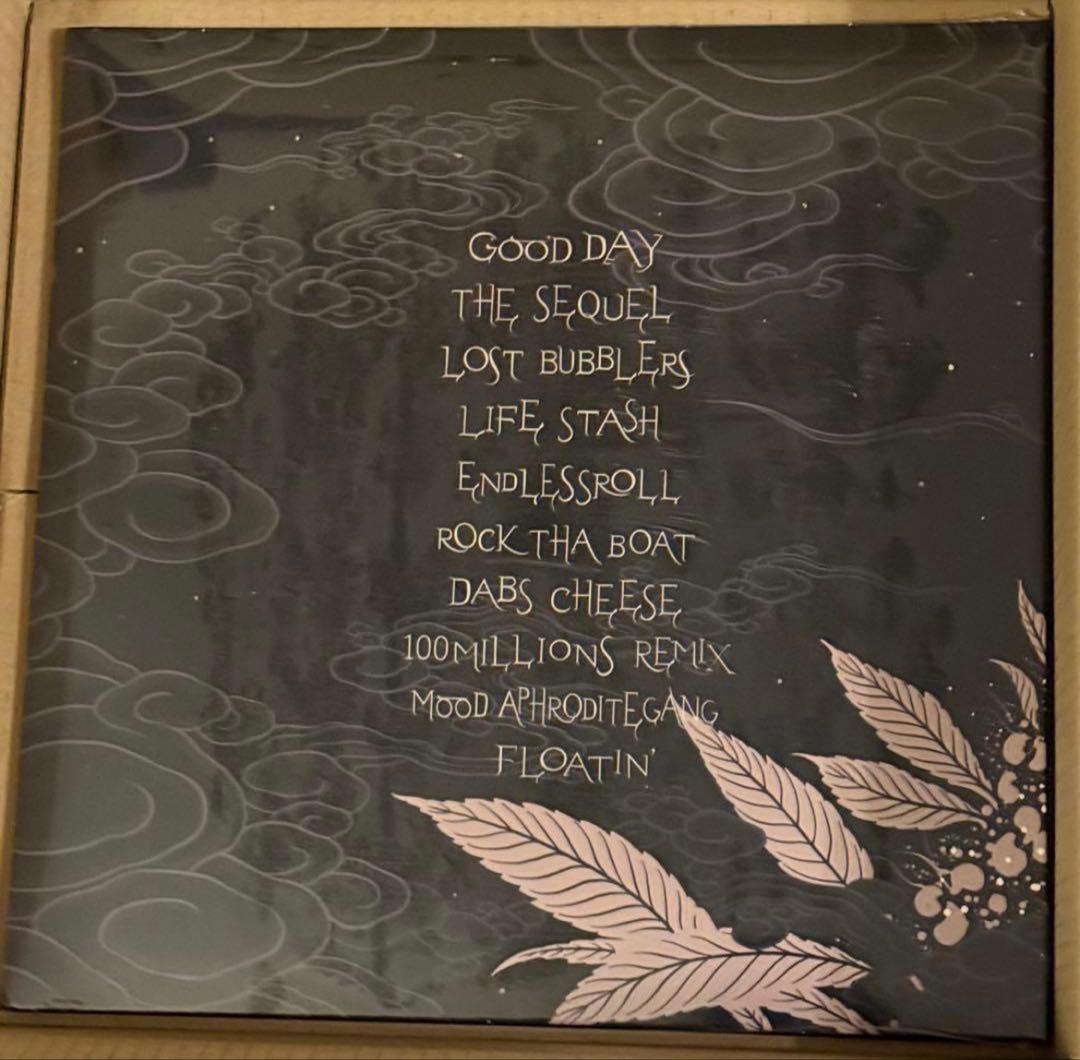 GOOD DAY
THE SEQUEL
LOST BUBBLERS
LIFE STASH
ENDLESSROLL
ROCK THA BOAT
DABS CHEESE
100MILLIONS REMIX
MOOD APHRODITEGANG
FLOATIN'